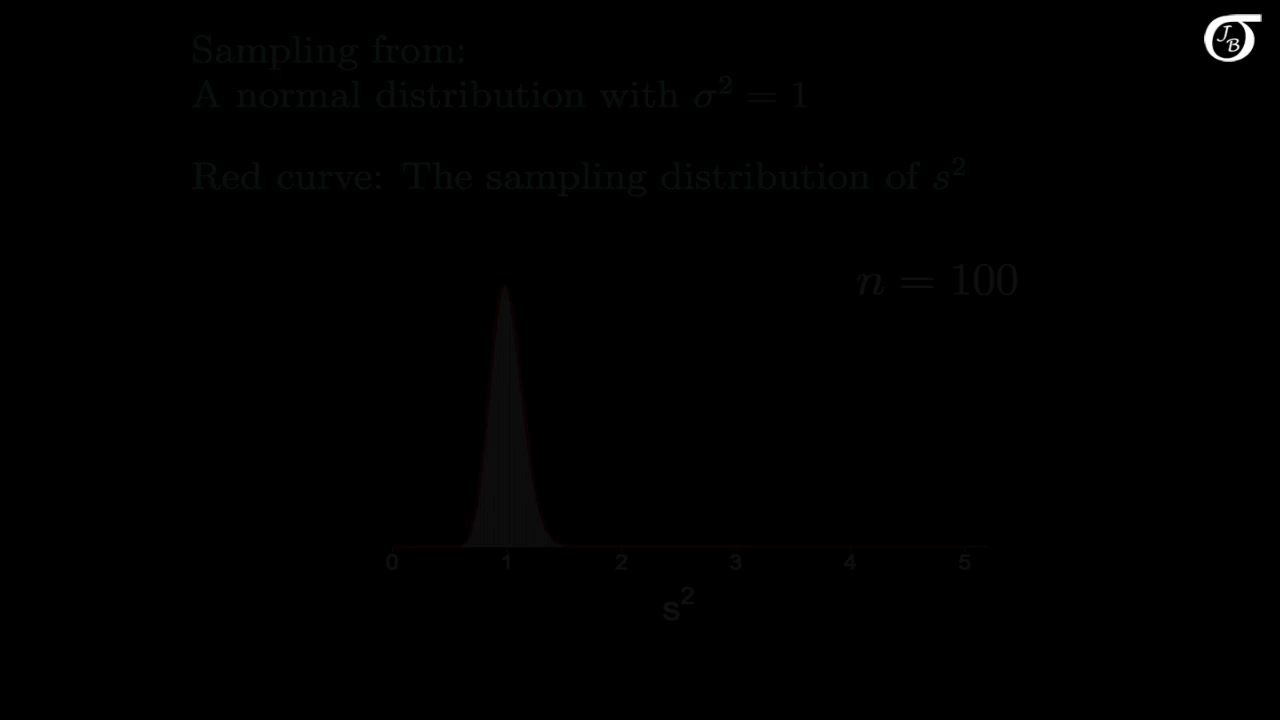 J B
Sampling from:
A normal distribution with σ² = 1
Red curve: The sampling distribution of s²
n = 100
0 1 2 3 4 5
s²